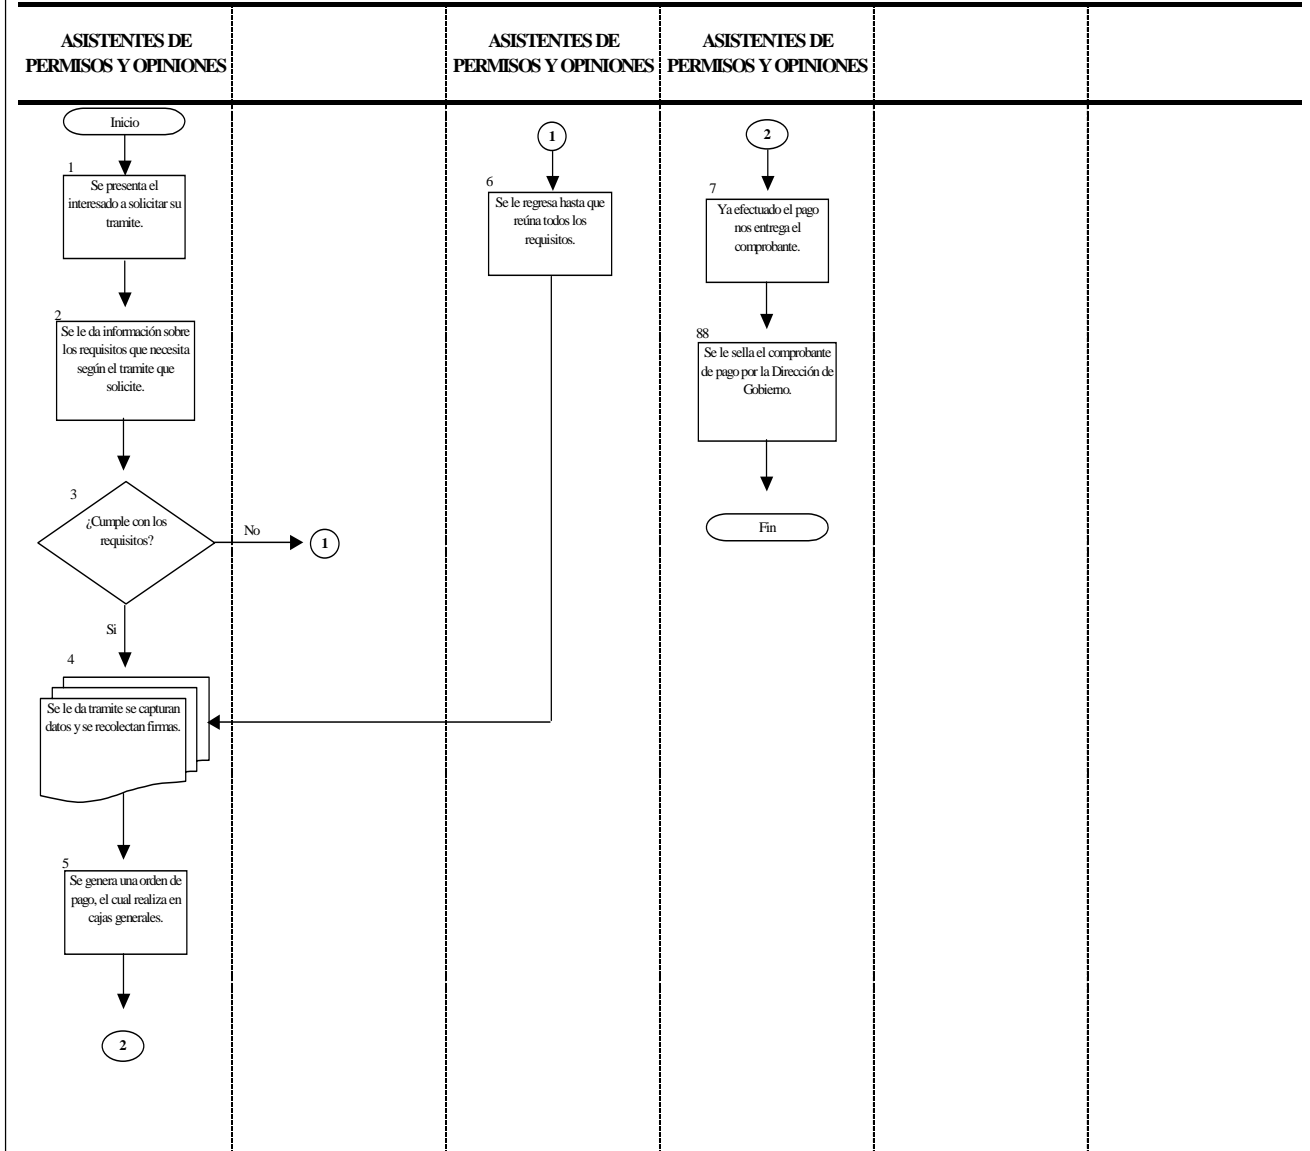 ASISTENTES DE
PERMISOS Y OPINIONES
ASISTENTES DE
PERMISOS Y OPINIONES
ASISTENTES DE
PERMISOS Y OPINIONES
Inicio
1
Se presenta el
interesado a solicitar su
tramite.
2
Se le da información sobre
los requisitos que necesita
según el tramite que
solicite.
3
¿Cumple con los
requisitos?
No
1
Si
4
Se le da tramite se capturan
datos y se recolectan firmas.
5
Se genera una orden de
pago, el cual realiza en
cajas generales.
2
1
6
Se le regresa hasta que
reúna todos los
requisitos.
2
7
Ya efectuado el pago
nos entrega el
comprobante.
88
Se le sella el comprobante
de pago por la Dirección de
Gobierno.
Fin